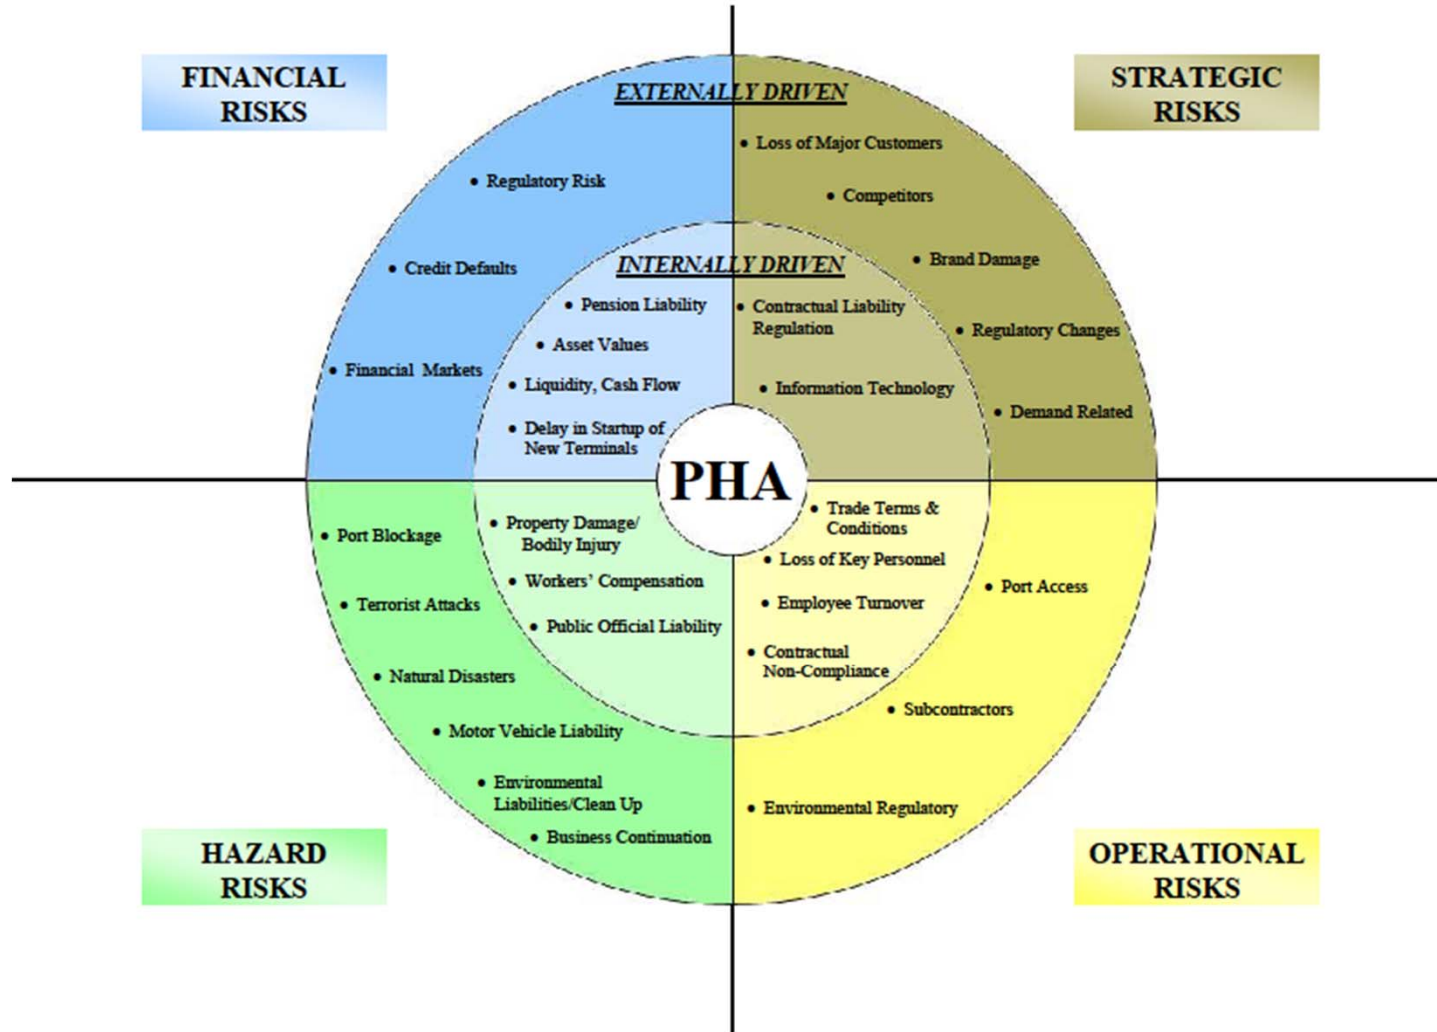 FINANCIAL
RISKS
STRATEGIC
RISKS
EXTERNALLY DRIVEN
• Regulatory Risk
• Credit Defaults
• Financial Markets
• Loss of Major Customers
• Competitors
• Brand Damage
• Regulatory Changes
• Demand Related
INTERNALLY DRIVEN
• Pension Liability
• Asset Values
• Liquidity, Cash Flow
• Delay in Startup of
New Terminals
• Contractual Liability
Regulation
• Information Technology
PHA
• Port Blockage
• Terrorist Attacks
• Natural Disasters
• Motor Vehicle Liability
• Environmental
Liabilities/Clean Up
• Business Continuation
• Property Damage/
Bodily Injury
• Workers’ Compensation
• Public Official Liability
• Trade Terms &
Conditions
• Loss of Key Personnel
• Employee Turnover
• Contractual
Non-Compliance
• Port Access
• Subcontractors
• Environmental Regulatory
HAZARD
RISKS
OPERATIONAL
RISKS